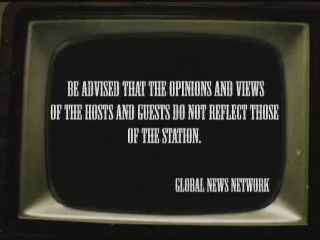 BE ADVISED THAT THE OPINIONS AND VIEWS
OF THE HOSTS AND GUESTS DO NOT REFLECT THOSE
OF THE STATION.
GLOBAL NEWS NETWORK